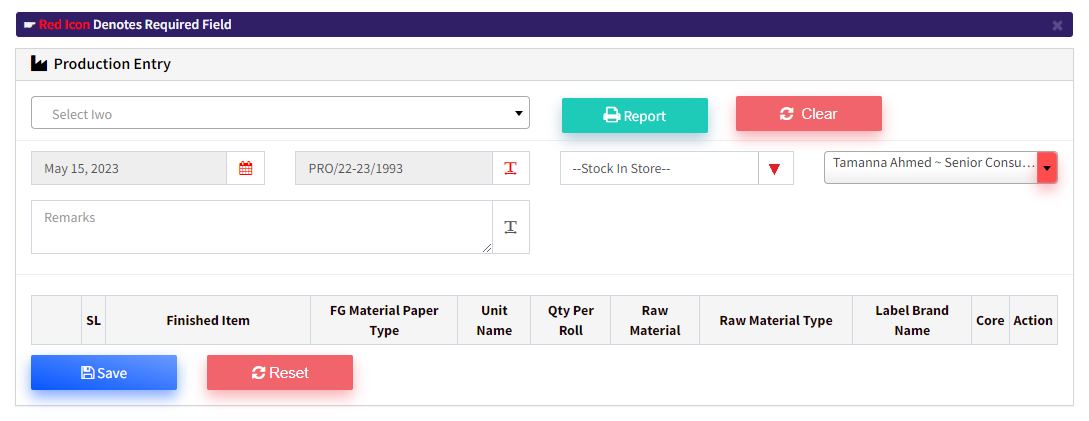 ☛ Red Icon Denotes Required Field ×
Production Entry
Select Iwo
Report
Clear
May 15, 2023
PRO/22-23/1993
--Stock In Store--
Tamanna Ahmed ~ Senior Consu...
Remarks
SL
Finished Item
FG Material Paper
Type
Unit
Name
Qty Per
Roll
Raw
Material
Raw Material Type
Label Brand
Name
Core
Action
Save
Reset